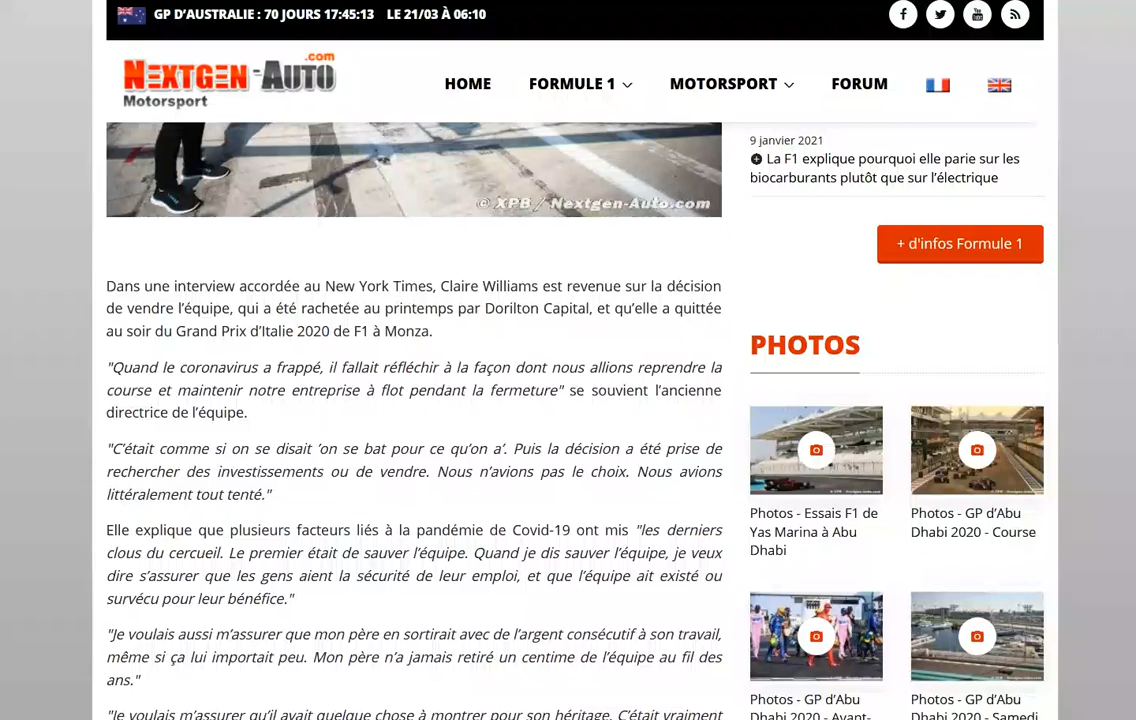 GP D'AUSTRALIE : 70 JOURS 17:45:13 LE 21/03 À 06:10
NEXTGEN-AUTO
.com
Motorsport
HOME
FORMULE 1
MOTORSPORT
FORUM
© XPB / Nextgen-Auto.com
9 janvier 2021
La F1 explique pourquoi elle parie sur les
biocarburants plutôt que sur l'électrique
+ d'infos Formule 1
Dans une interview accordée au New York Times, Claire Williams est revenue sur la décision
de vendre l'équipe, qui a été rachetée au printemps par Dorilton Capital, et qu'elle a quittée
au soir du Grand Prix d'Italie 2020 de F1 à Monza.
"Quand le coronavirus a frappé, il fallait réfléchir à la façon dont nous allions reprendre la
course et maintenir notre entreprise à flot pendant la fermeture" se souvient l'ancienne
directrice de l'équipe.
"C'était comme si on se disait 'on se bat pour ce qu'on a'. Puis la décision a été prise de
rechercher des investissements ou de vendre. Nous n'avions pas le choix. Nous avions
littéralement tout tenté."
Elle explique que plusieurs facteurs liés à la pandémie de Covid-19 ont mis "les derniers
clous du cercueil. Le premier était de sauver l'équipe. Quand je dis sauver l'équipe, je veux
dire s'assurer que les gens aient la sécurité de leur emploi, et que l'équipe ait existé ou
survécu pour leur bénéfice."
"Je voulais aussi m'assurer que mon père en sortirait avec de l'argent consécutif à son travail,
même si ça lui importait peu. Mon père n'a jamais retiré un centime de l'équipe au fil des
ans."
"Je voulais m'assurer qu'il avait quelque chose à montrer pour son héritage. C'était vraiment
PHOTOS
Photos - Essais F1 de
Yas Marina à Abu
Dhabi
Photos - GP d'Abu
Dhabi 2020 - Course
Photos - GP d'Abu
Dhabi 2020 - Avant-
Photos - GP d'Abu
Dhabi 2020 - Samedi